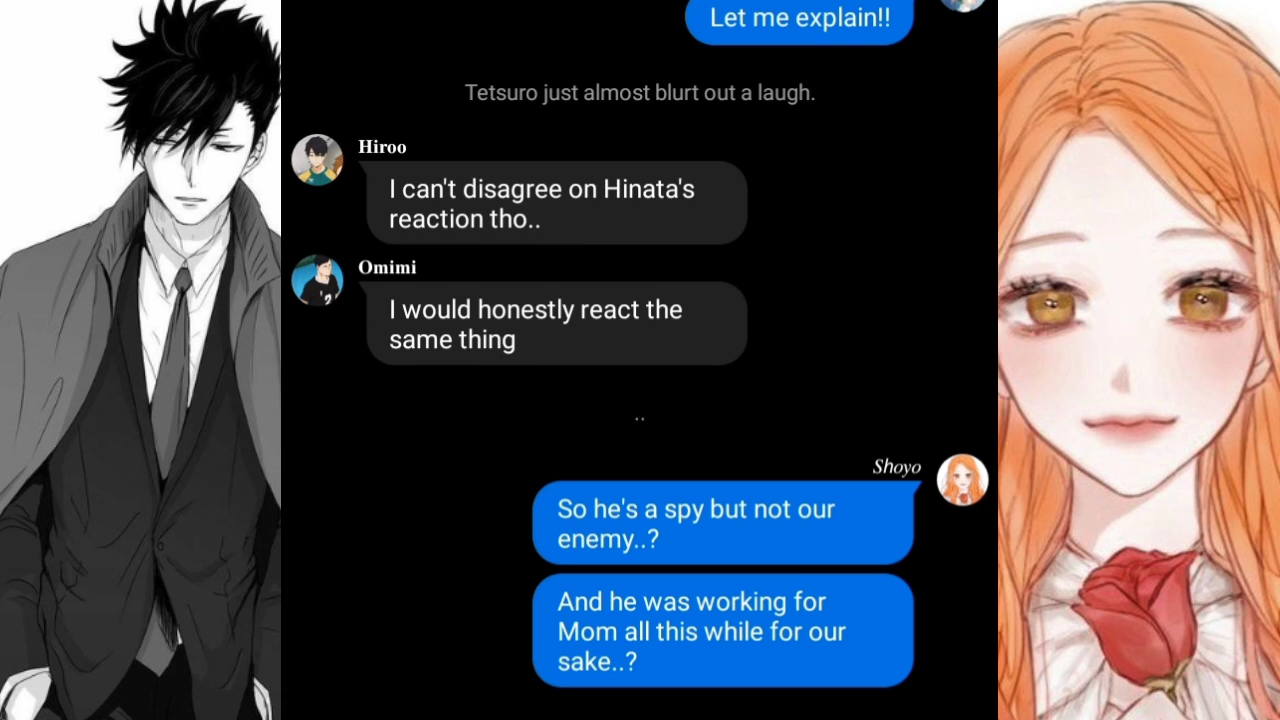 Let me explain!!
Tetsuro just almost blurt out a laugh.
Hiroo
I can't disagree on Hinata's
reaction tho..
Omimi
I would honestly react the
same thing
..
Shoyo
So he's a spy but not our
enemy..?
And he was working for
Mom all this while for our
sake..?